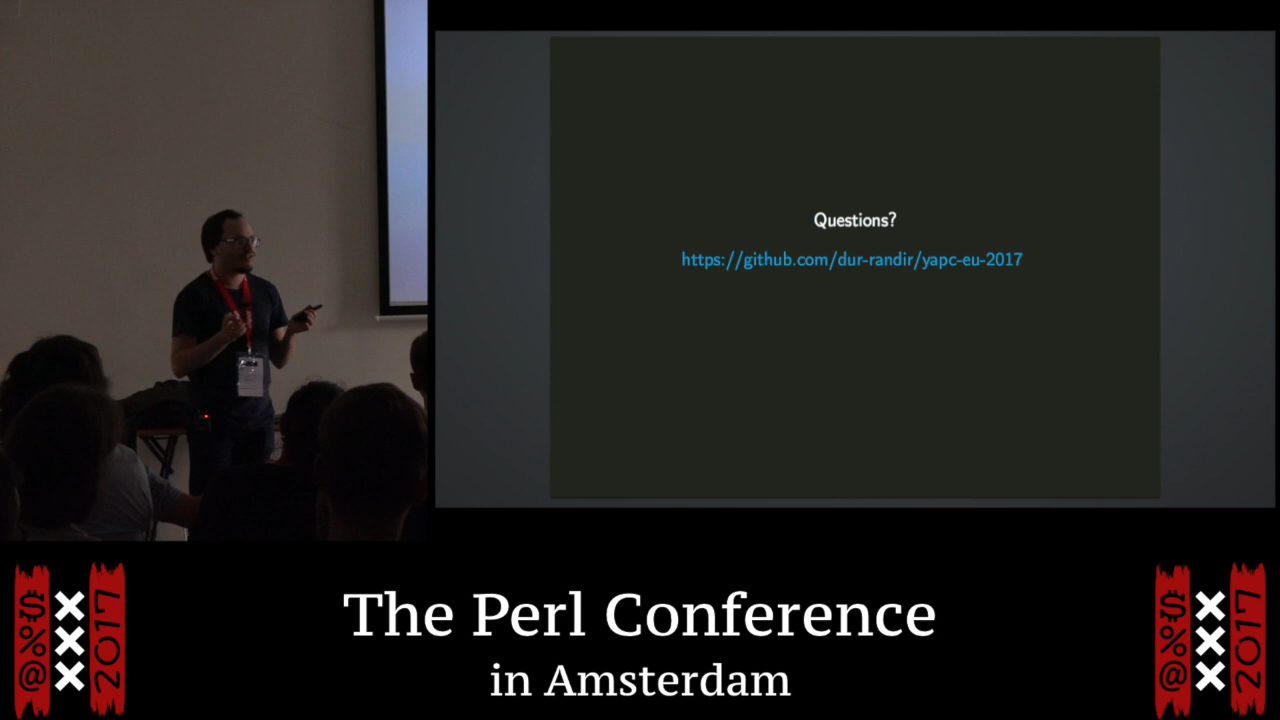 Questions?
https://github.com/dur-randir/yapc-eu-2017
The Perl Conference
in Amsterdam
@%$
XXX
2017
@%$
XXX
2017